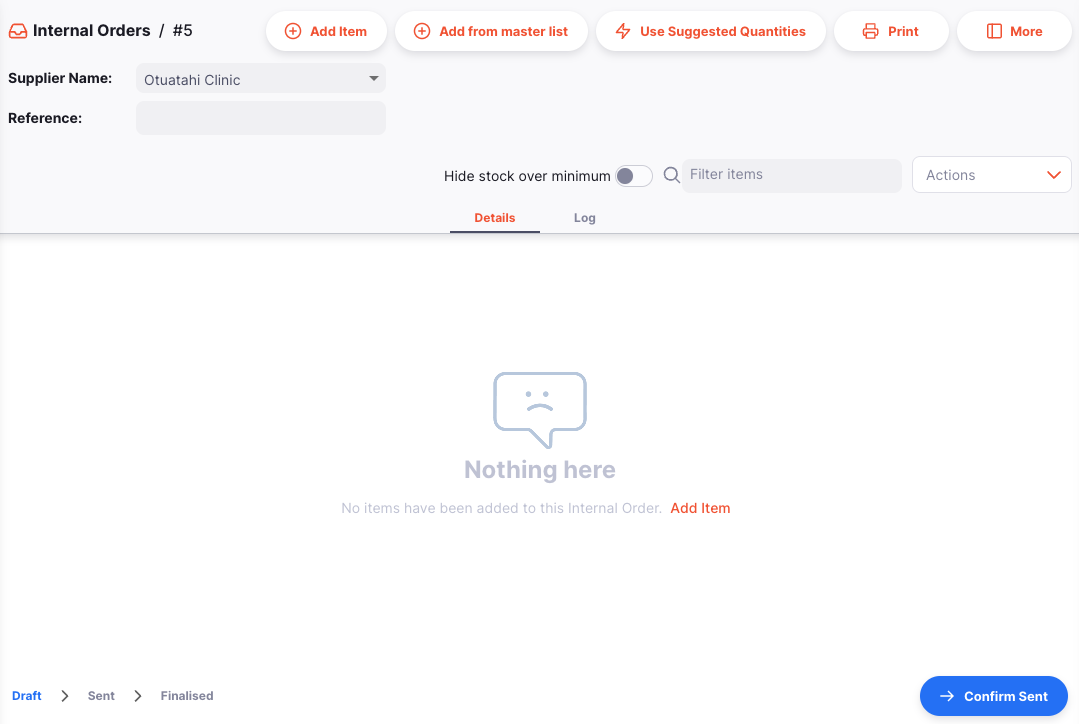 Internal Orders / #5
Add Item
Add from master list
Use Suggested Quantities
Print
More
Supplier Name: Otuatahi Clinic
Reference:
Hide stock over minimum
Filter items
Actions
Details
Log
Nothing here
No items have been added to this Internal Order. Add Item
Draft
Sent
Finalised
Confirm Sent